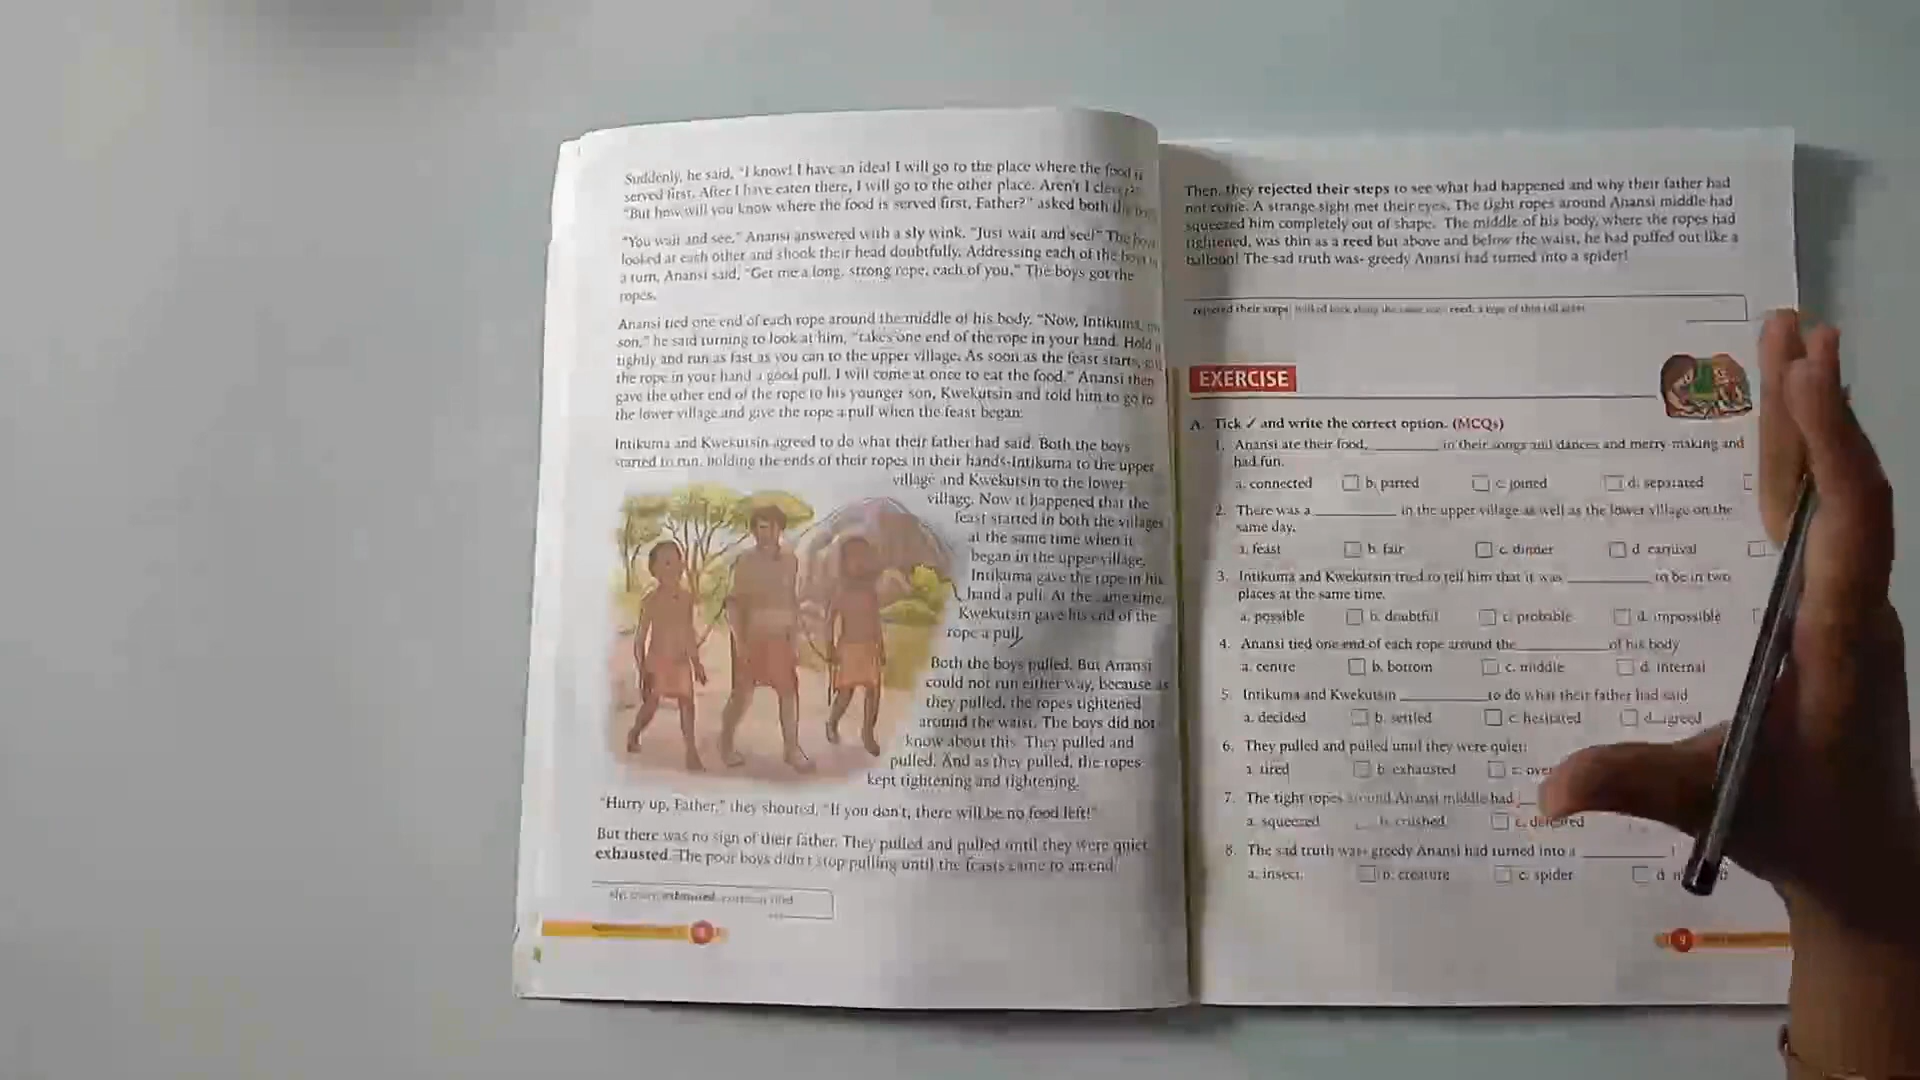 Suddenly, he said, "I know! I have an idea! I will go to the place where the food is
served first. After I have eaten there, I will go to the other place. Aren't I
"But how will you know where the food is served first, Father?" asked both the
"You wait and see," Anansi answered with a sly wink. "Just wait and see!" The boys
looked at each other and shook their head doubtfully. Addressing each of the boys in
a turn, Anansi said, "Get me a long, strong rope, each of you." The boys got the
ropes.
Anansi tied one end of each rope around the middle of his body. "Now, Intikuma, my
son," he said turning to look at him, "takes one end of the rope in your hand. Hold it
tightly and run as fast as you can to the upper village. As soon as the feast starts,
the rope in your hand a good pull. I will come at once to eat the food." Anansi then
gave the other end of the rope to his younger son, Kwekutsin and told him to go to
the lower village and give the rope a pull when the feast began.
Intikuma and Kwekutsin agreed to do what their father had said. Both the boys
started to run, holding the ends of their ropes in their hands-Intikuma to the upper
village and Kwekutsin to the lower
village. Now it happened that the
feast started in both the villages
at the same time when it
began in the upper village,
Intikuma gave the rope in his
hand a pull. At the same time,
Kwekutsin gave his end of the
rope a pull.
Both the boys pulled. But Anansi
could not run either way, because as
they pulled, the ropes tightened
around the waist. The boys did not
know about this. They pulled and
pulled. And as they pulled, the ropes
kept tightening and tightening.
"Hurry up, Father," they shouted, "If you don't, there will be no food left!"
But there was no sign of their father. They pulled and pulled until they were quiet
exhausted. The poor boys didn't stop pulling until the feasts came to an end.
exhausted
8
Then, they rejected their steps to see what had happened and why their father had
not come. A strange sight met their eyes. The tight ropes around Anansi middle had
squeezed him completely out of shape. The middle of his body, where the ropes had
tightened, was thin as a reed but above and below the waist, he had puffed out like a
balloon! The sad truth was- greedy Anansi had turned into a spider!
rejected their steps: walked back along the same way; reed: a type of thin tall grass
EXERCISE
A. Tick ✓ and write the correct option. (MCQs)
1. Anansi ate their food, ________ in their songs and dances and merry-making and
had fun.
a. connected b. parted c. joined d. separated
2. There was a __________ in the upper village as well as the lower village on the
same day.
a. feast b. fair c. dinner d. carnival
3. Intikuma and Kwekutsin tried to tell him that it was __________ to be in two
places at the same time.
a. possible b. doubtful c. probable d. impossible
4. Anansi tied one end of each rope around the ___________ of his body
a. centre b. bottom c. middle d. internal
5. Intikuma and Kwekutsin ___________ to do what their father had said
a. decided b. settled c. hesitated d. agreed
6. They pulled and pulled until they were quiet:
a. tired b. exhausted c. over
7. The tight ropes around Anansi middle had
a. squeezed b. crushed c.
8. The sad truth was- greedy Anansi had turned into a __________ !
a. insect b. creature c. spider d.
9